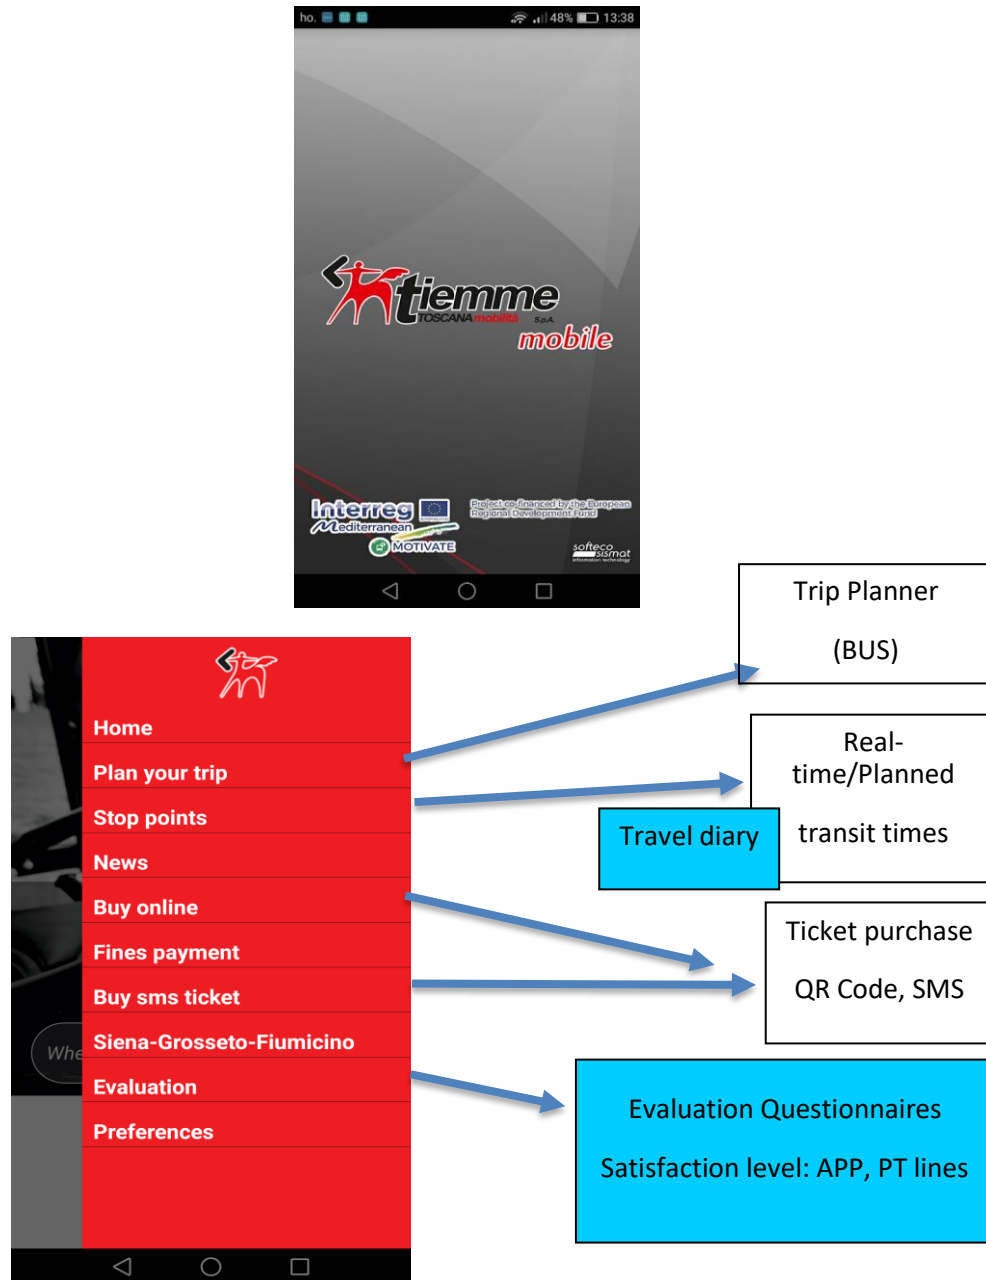 ho. 48% 13:38
tiemme
TOSCANA mobilità S.p.A.
mobile
Interreg
Mediterranean
MOTIVATE
Project co-financed by the European
Regional Development Fund
softeco
sismat
information technology
Home
Plan your trip
Stop points
News
Buy online
Fines payment
Buy sms ticket
Siena-Grosseto-Fiumicino
Evaluation
Preferences
Whe
Trip Planner
(BUS)
Real-
time/Planned
transit times
Travel diary
Ticket purchase
QR Code, SMS
Evaluation Questionnaires
Satisfaction level: APP, PT lines